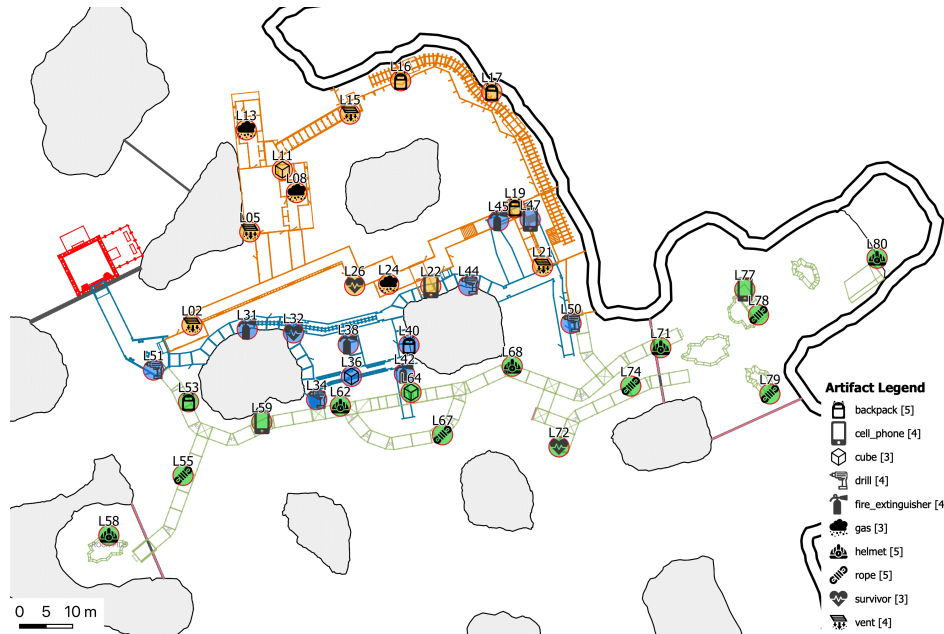 L16
L17
L15
L13
L11
L08
L19
L45
L47
L05
L80
L21
L26
L24
L22
L44
L77
L78
L02
L31
L32
L38
L40
L50
L71
L51
L36
L42
L68
L53
L34
L62
L64
L74
L79
L59
L67
L72
L55
L58
Artifact Legend
backpack [5]
cell_phone [4]
cube [3]
drill [4]
fire_extinguisher [4
gas [3]
helmet [5]
rope [5]
survivor [3]
vent [4]
0 5 10 m